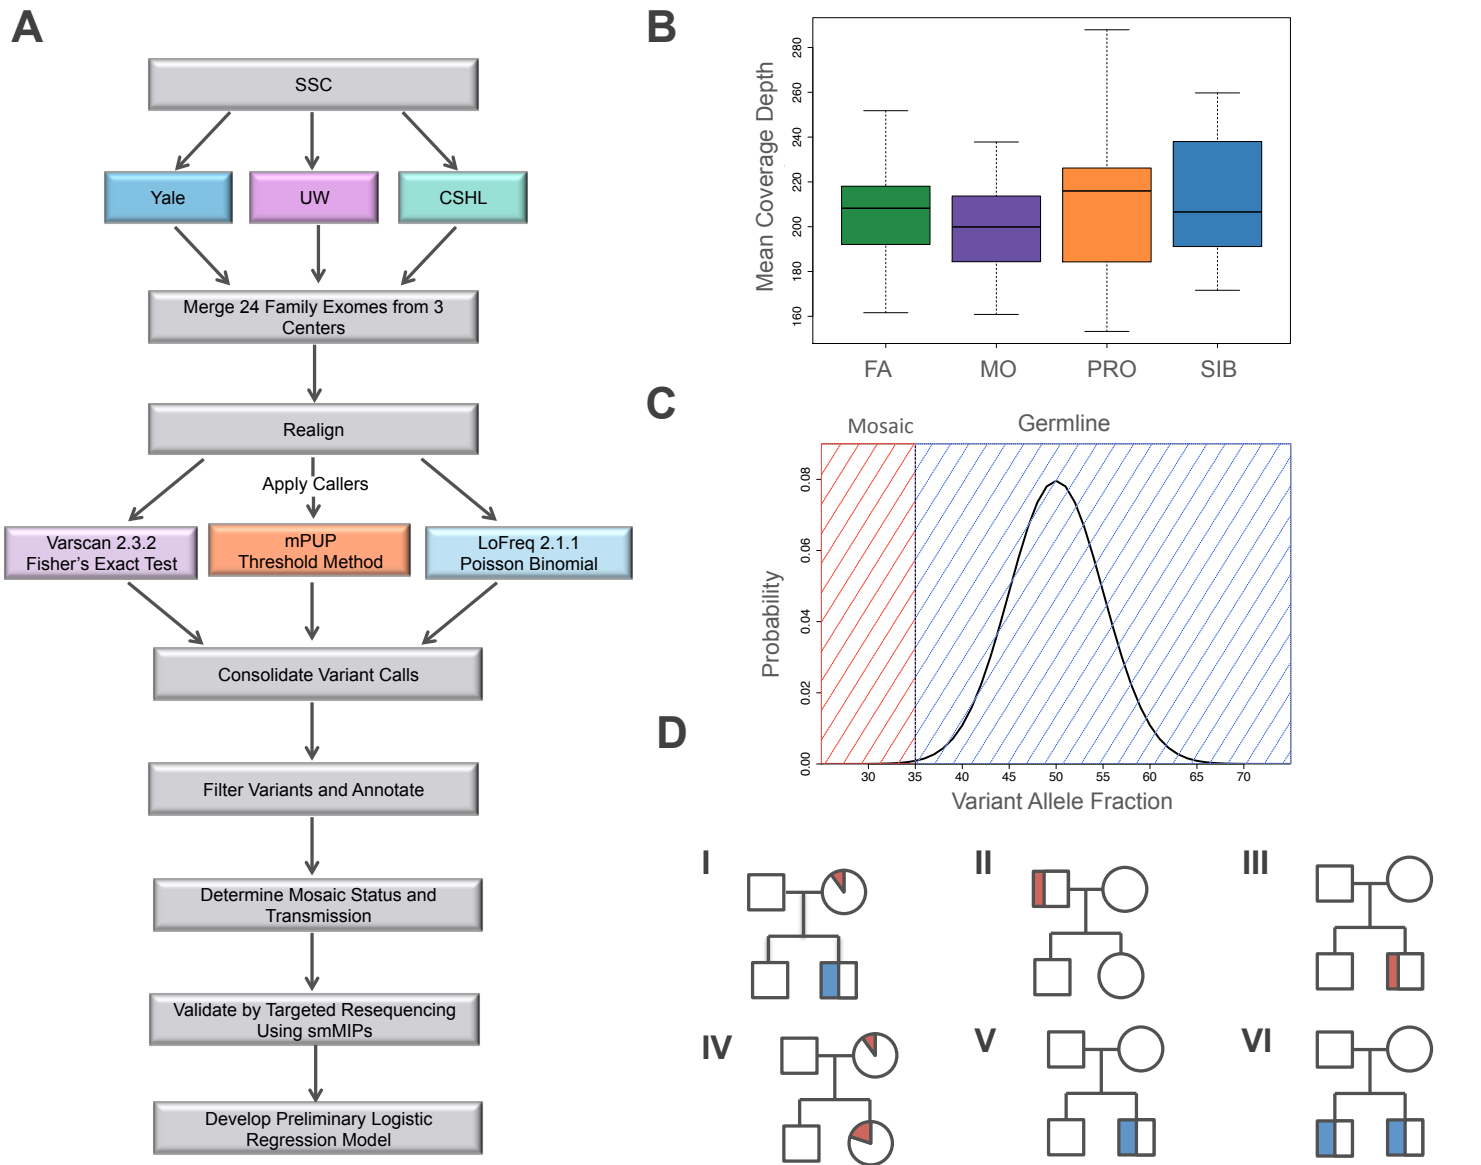 A
SSC
Yale
UW
CSHL
Merge 24 Family Exomes from 3
Centers
Realign
Apply Callers
Varscan 2.3.2
Fisher's Exact Test
mPUP
Threshold Method
LoFreq 2.1.1
Poisson Binomial
Consolidate Variant Calls
Filter Variants and Annotate
Determine Mosaic Status and
Transmission
Validate by Targeted Resequencing
Using smMIPs
Develop Preliminary Logistic
Regression Model
B
Mean Coverage Depth
280
260
240
220
200
180
160
FA
MO
PRO
SIB
C
Mosaic
Germline
Probability
0.08
0.06
0.04
0.02
0.00
30
35
40
45
50
55
60
65
70
Variant Allele Fraction
D
I
II
III
IV
V
VI